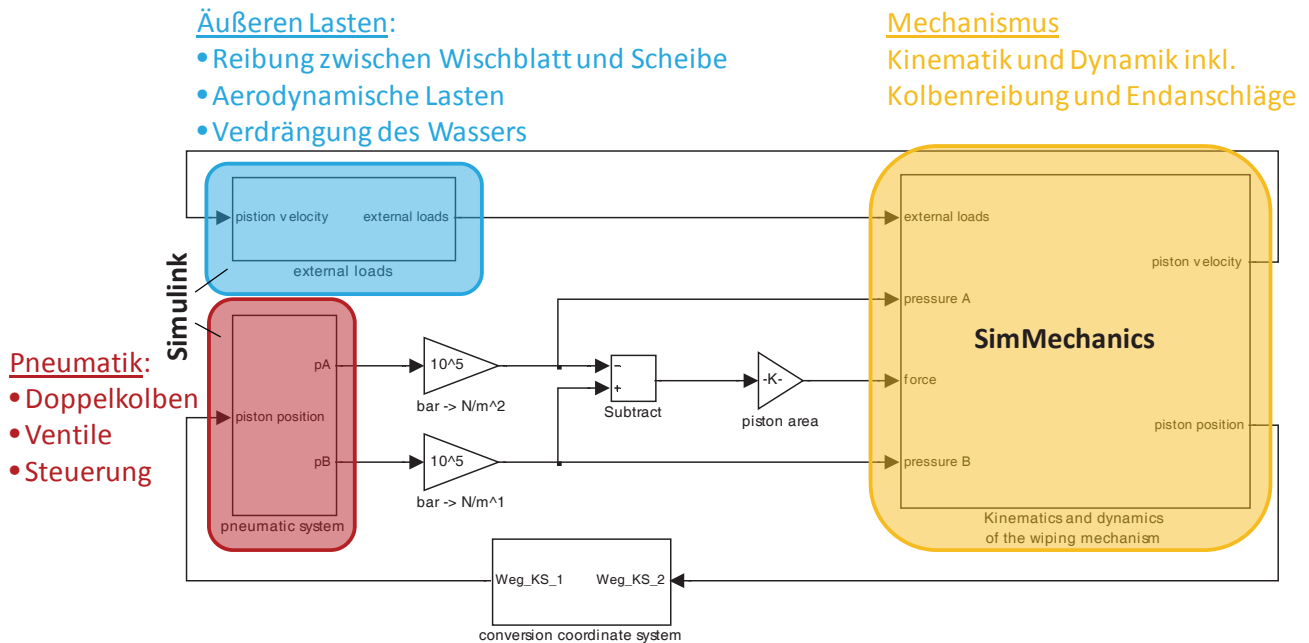 Äußeren Lasten:
• Reibung zwischen Wischblatt und Scheibe
• Aerodynamische Lasten
• Verdrängung des Wassers
Mechanismus
Kinematik und Dynamik inkl.
Kolbenreibung und Endanschläge
pistion velocity
external loads
external loads
Simulink
Pneumatik:
• Doppelkolben
• Ventile
• Steuerung
pA
piston position
pB
pneumatic system
10^5
bar -> N/m^2
10^5
bar -> N/m^1
−
+
Subtract
-K-
piston area
external loads
piston velocity
pressure A
SimMechanics
force
piston position
pressure B
Kinematics and dynamics
of the wiping mechanism
Weg_KS_1
Weg_KS_2
conversion coordinate system